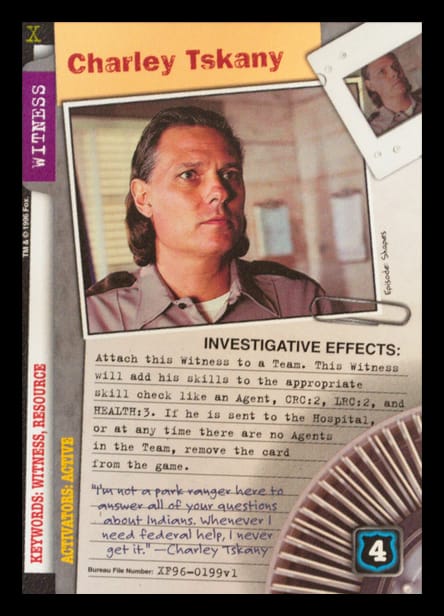 X
WITNESS
TM & © 1996 Fox.
KEYWORDS: WITNESS, RESOURCE
ACTIVATORS: ACTIVE
Charley Tskany
Episode: Shapes
INVESTIGATIVE EFFECTS:
Attach this Witness to a Team. This Witness
will add his skills to the appropriate
skill check like an Agent, CRC:2, LRC:2, and
HEALTH:3. If he is sent to the Hospital,
or at any time there are no Agents
in the Team, remove the card
from the game.
"I'm not a park ranger here to
answer all of your questions
about Indians. Whenever I
need federal help, I never
get it." —Charley Tskany
Bureau File Number: XF96-0199v1
4